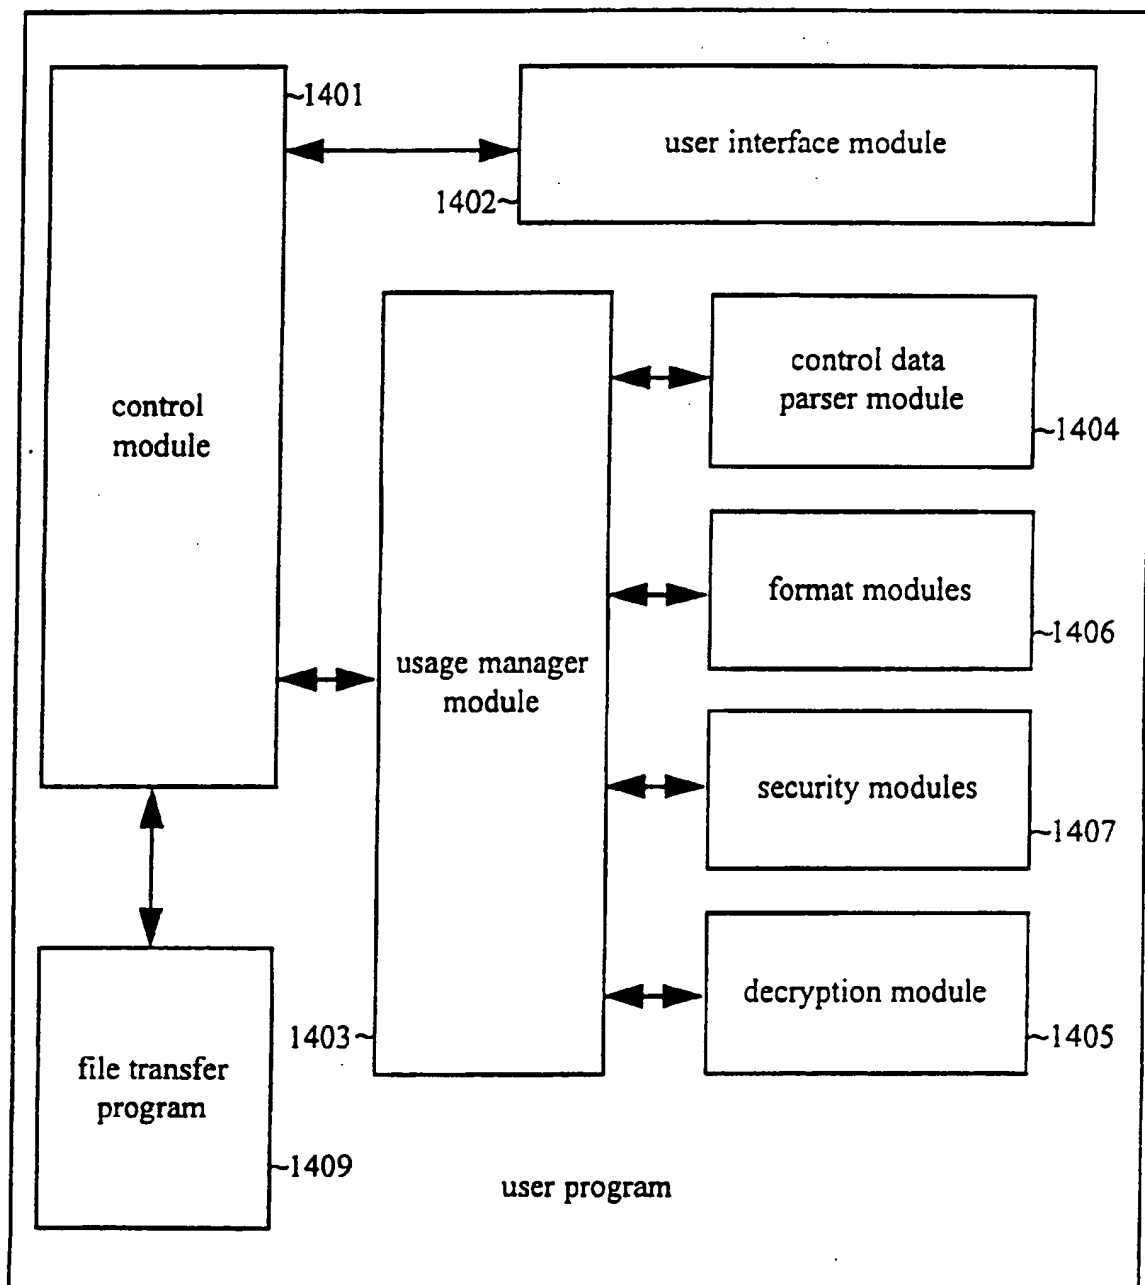 1401
user interface module
1402
control data
parser module
1404
control
module
format modules
1406
usage manager
module
security modules
1407
decryption module
1405
1403
file transfer
program
1409
user program